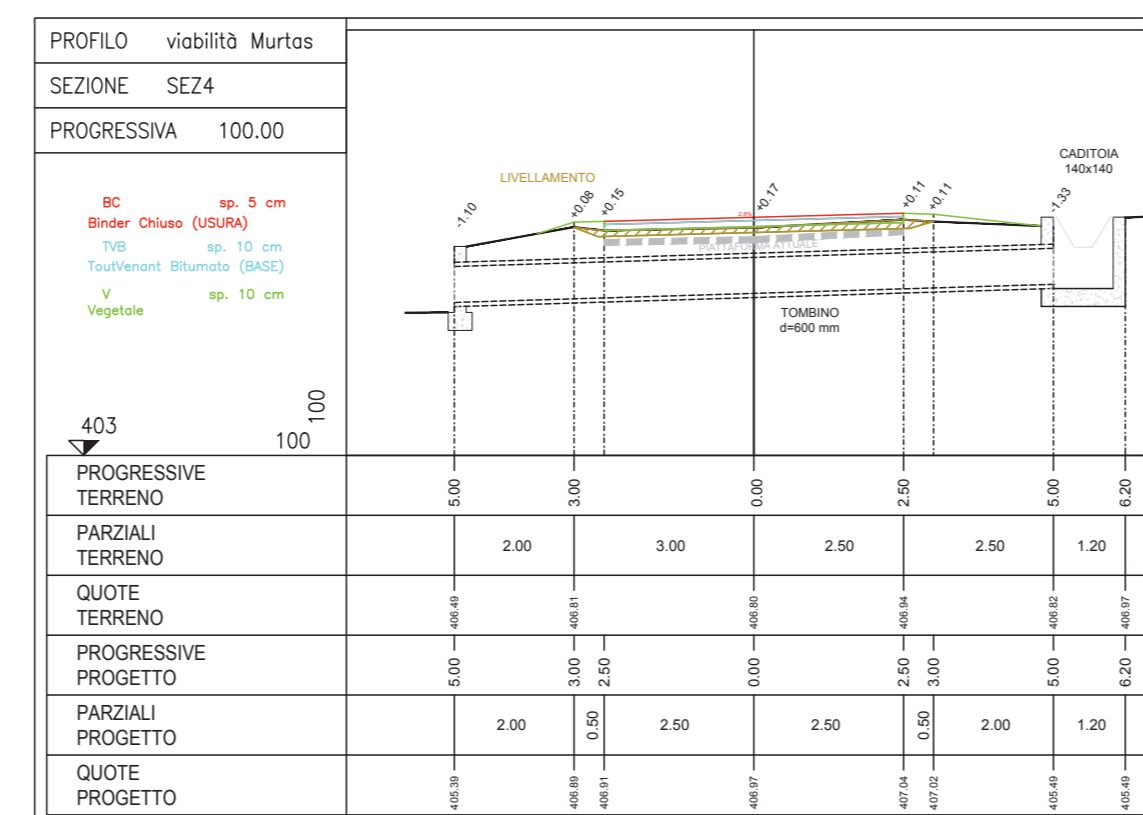 PROFILO viabilità Murtas
SEZIONE SEZ4
PROGRESSIVA 100.00
BC sp. 5 cm
Binder Chiuso (USURA)
TVB sp. 10 cm
ToutVenant Bitumato (BASE)
V sp. 10 cm
Vegetale
403
100
100
LIVELLAMENTO
-1.10
+0.08
+0.15
+0.17
+0.11
+0.11
-1.33
2.8%
CADITOIA
140x140
PIATTAFORMA ATTUALE
TOMBINO
d=600 mm
PROGRESSIVE
TERRENO
5.00 3.00 0.00 2.50 5.00 6.20
PARZIALI
TERRENO
2.00 3.00 2.50 2.50 1.20
QUOTE
TERRENO
406.49 406.81 406.80 406.94 406.82 406.97
PROGRESSIVE
PROGETTO
5.00 3.00 2.50 0.00 2.50 3.00 5.00 6.20
PARZIALI
PROGETTO
2.00 0.50 2.50 2.50 0.50 2.00 1.20
QUOTE
PROGETTO
405.39 406.89 406.91 406.97 407.04 407.02 405.49 405.49